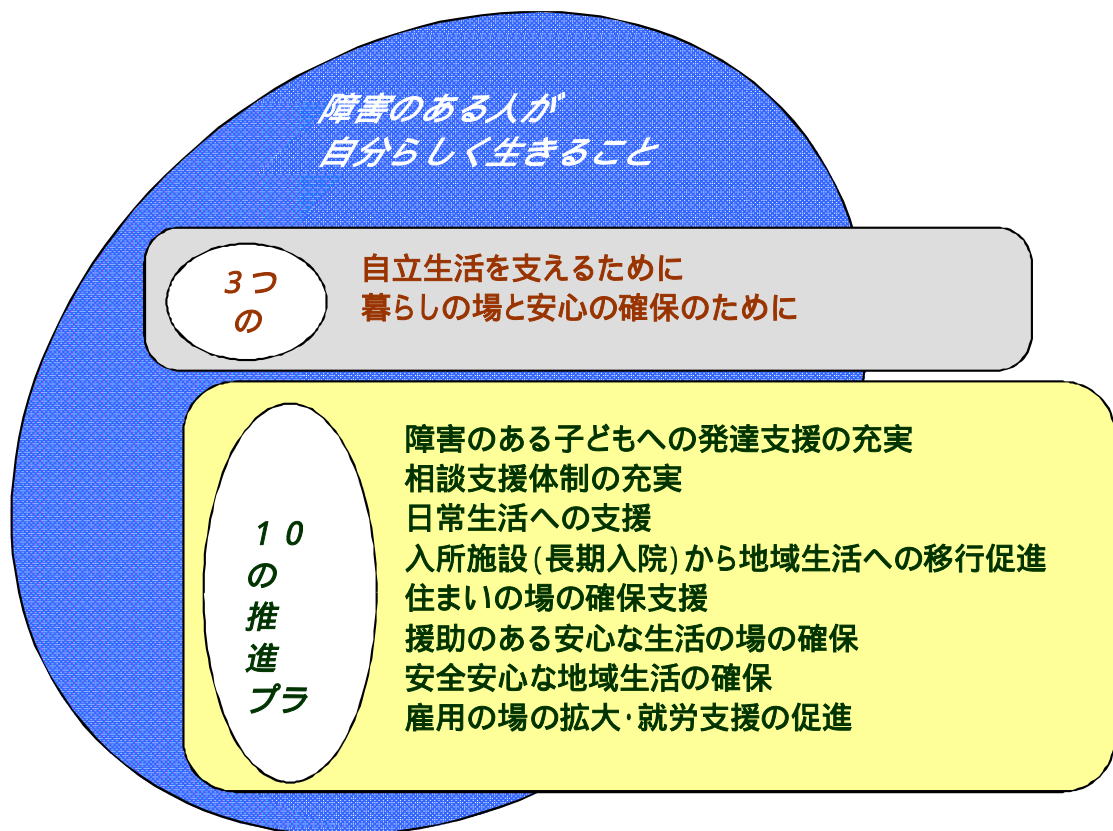 障害のある人が
自分らしく生きること
３つ
の
自立生活を支えるために
暮らしの場と安心の確保のために
１０
の
推
進
プラ
障害のある子どもへの発達支援の充実
相談支援体制の充実
日常生活への支援
入所施設(長期入院)から地域生活への移行促進
住まいの場の確保支援
援助のある安心な生活の場の確保
安全安心な地域生活の確保
雇用の場の拡大･就労支援の促進